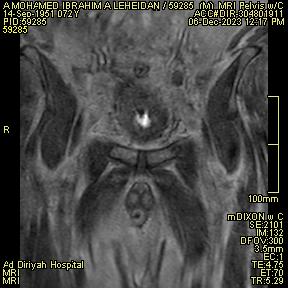 A MOHAMED IBRAHIM A LEHEIDAN / 59285 (M) MRI Pelvis w/C
14-Sep-1951 072Y ACC#:DIR-304801911
PID:59285 06-Dec-2023 12:17 PM
59285
R
100mm
mDIXON w C
SE:2101
IM:132
DFOV:300
3.5mm
EC:1
Ad Diriyah Hospital TE:4.75
MRI ET:70
MRI TR:5.29